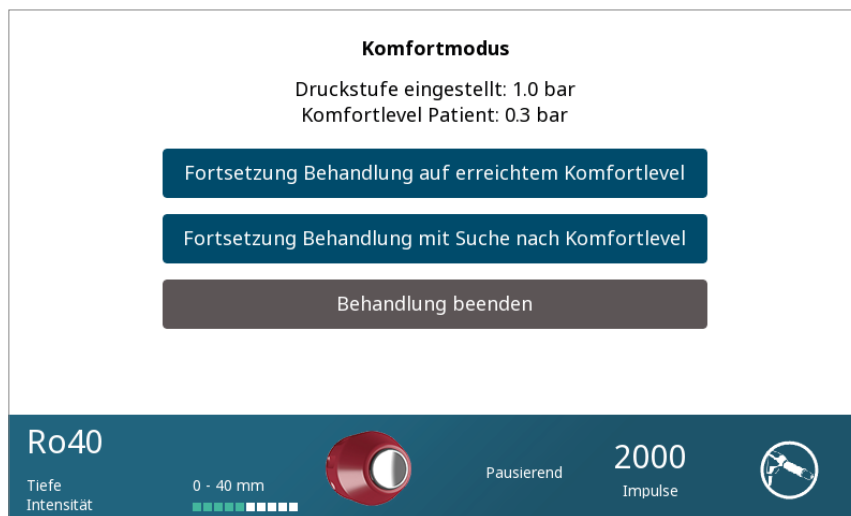 Komfortmodus
Druckstufe eingestellt: 1.0 bar
Komfortlevel Patient: 0.3 bar
Fortsetzung Behandlung auf erreichtem Komfortlevel
Fortsetzung Behandlung mit Suche nach Komfortlevel
Behandlung beenden
Ro40
Tiefe 0 - 40 mm
Intensität
Pausierend
2000
Impulse